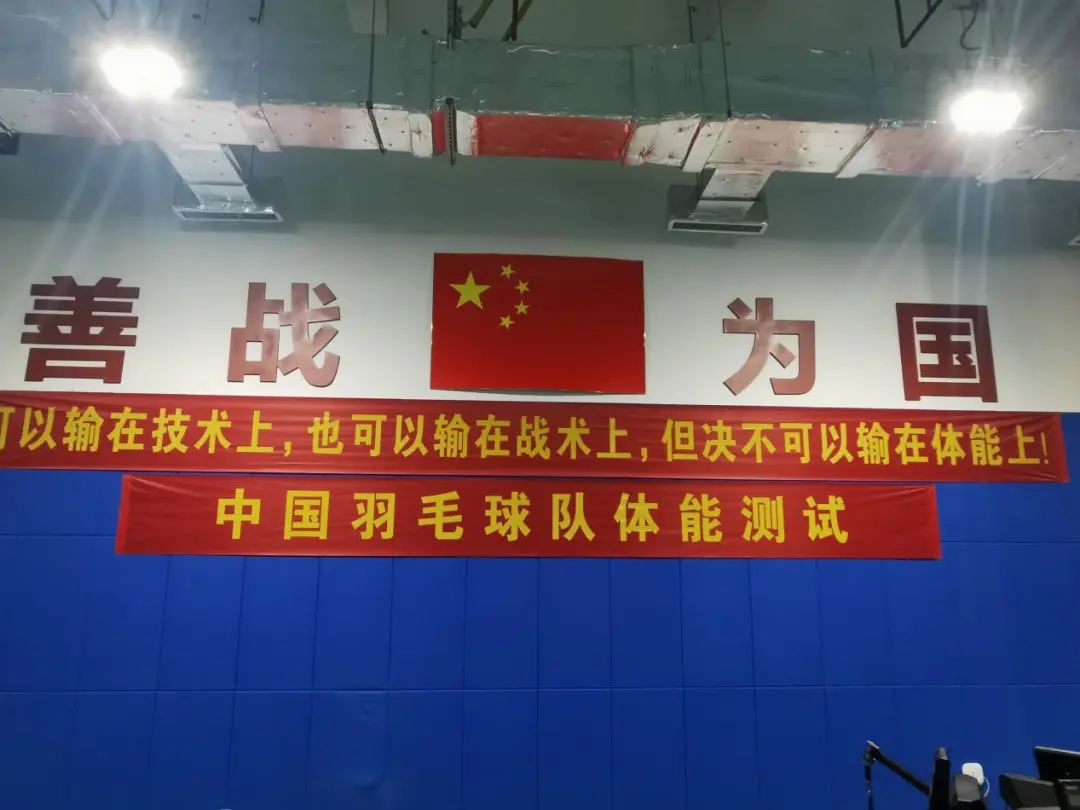 善战 为国
可以输在技术上，也可以输在战术上，但决不可以输在体能上！
中国羽毛球队体能测试